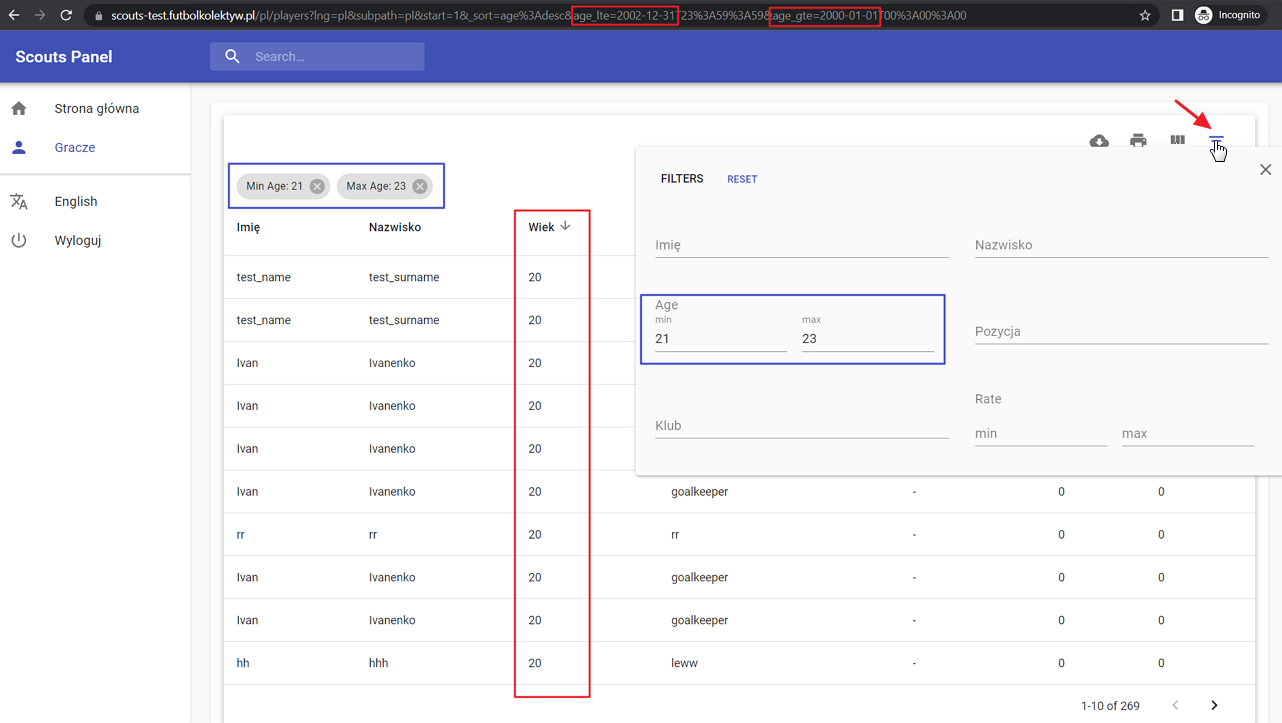 scouts-test.futbolkolektyw.pl/pl/players?lng=pl&subpath=pl&start=1&_sort=age%3Adesc&age_lte=2002-12-31T23%3A59%3A59&age_gte=2000-01-01T00%3A00%3A00
Incognito
Scouts Panel
Search...
Strona główna
Gracze
English
Wyloguj
Min Age: 21 Max Age: 23
FILTERS RESET
Imię Nazwisko
Age
min max
21 23
Pozycja
Klub
Rate
min max
Imię Nazwisko Wiek
test_name test_surname 20
test_name test_surname 20
Ivan Ivanenko 20
Ivan Ivanenko 20
Ivan Ivanenko 20
Ivan Ivanenko 20 goalkeeper - 0 0
rr rr 20 rr - 0 0
Ivan Ivanenko 20 goalkeeper - 0 0
Ivan Ivanenko 20 goalkeeper - 0 0
hh hhh 20 leww - 0 0
1-10 of 269